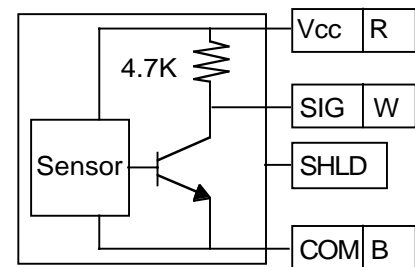 Vcc R
4.7K
SIG W
Sensor
SHLD
COM B